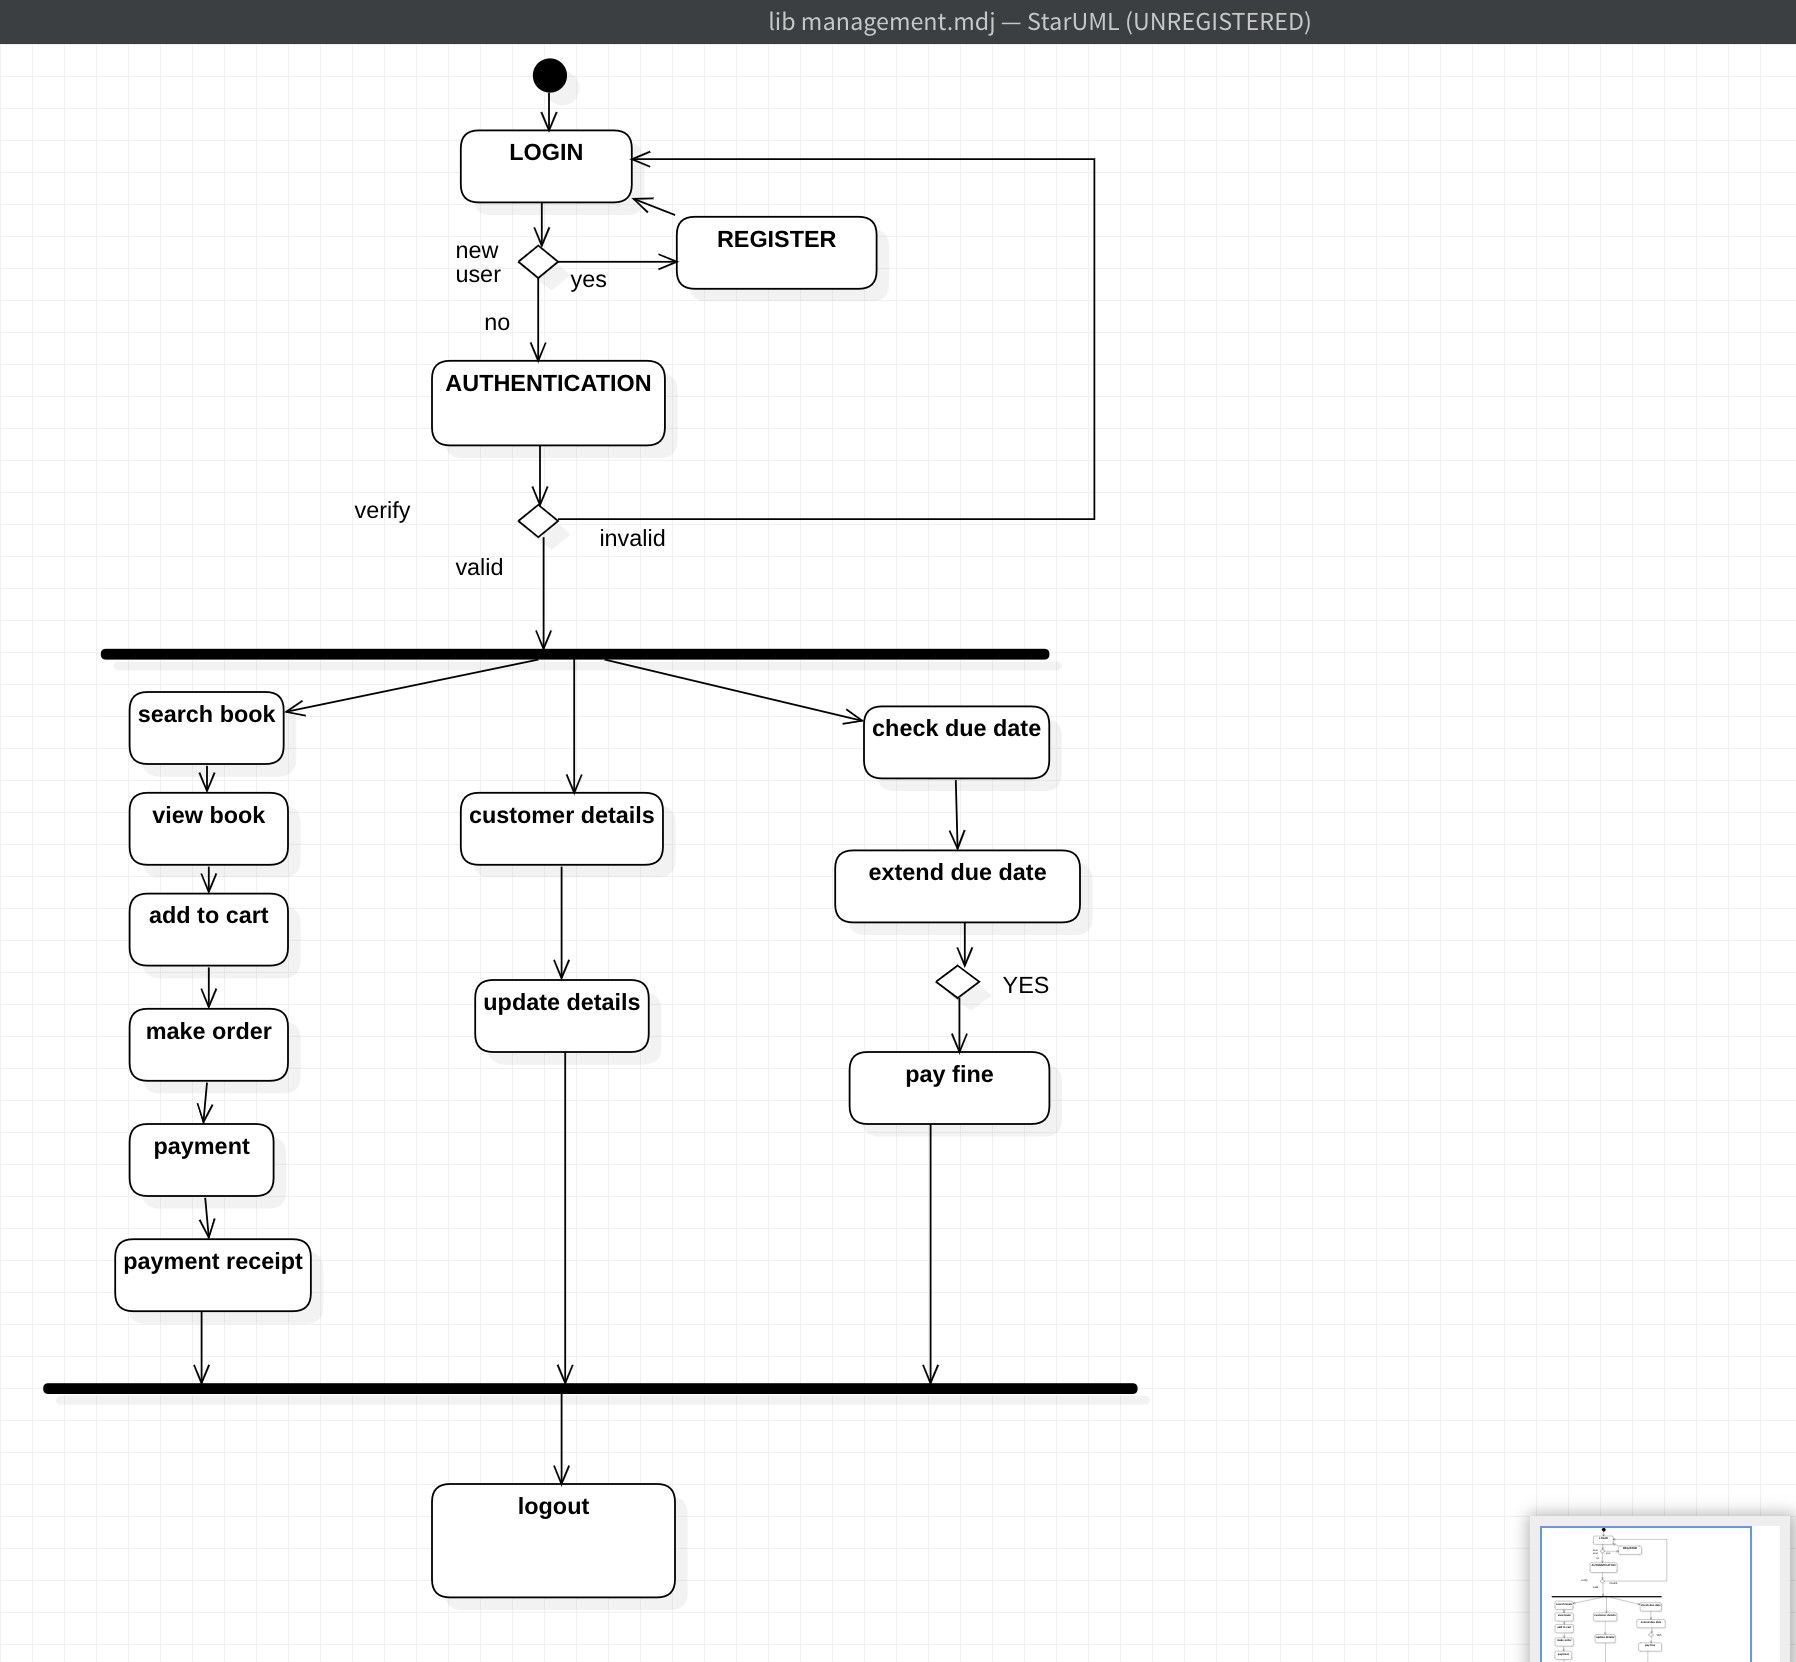 lib management.mdj — StarUML (UNREGISTERED)
LOGIN
REGISTER
new
user
yes
no
AUTHENTICATION
verify
invalid
valid
search book
check due date
view book
customer details
extend due date
add to cart
YES
update details
make order
pay fine
payment
payment receipt
logout